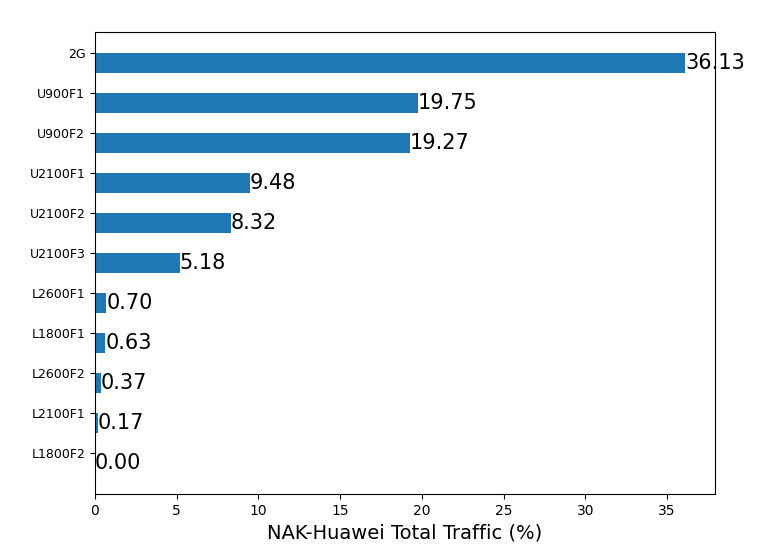 2G 36.13
U900F1 19.75
U900F2 19.27
U2100F1 9.48
U2100F2 8.32
U2100F3 5.18
L2600F1 0.70
L1800F1 0.63
L2600F2 0.37
L2100F1 0.17
L1800F2 0.00
0 5 10 15 20 25 30 35
NAK-Huawei Total Traffic (%)